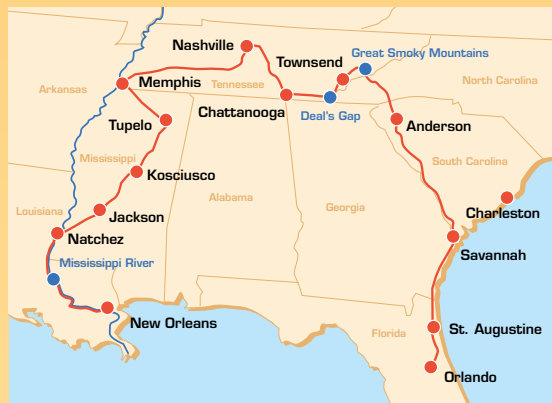 Nashville
Townsend
Great Smoky Mountains
Arkansas
Memphis
Tennessee
North Carolina
Chattanooga
Deal's Gap
Tupelo
Anderson
Mississippi
South Carolina
Kosciusco
Alabama
Georgia
Louisiana
Jackson
Charleston
Natchez
Savannah
Mississippi River
New Orleans
Florida
St. Augustine
Orlando